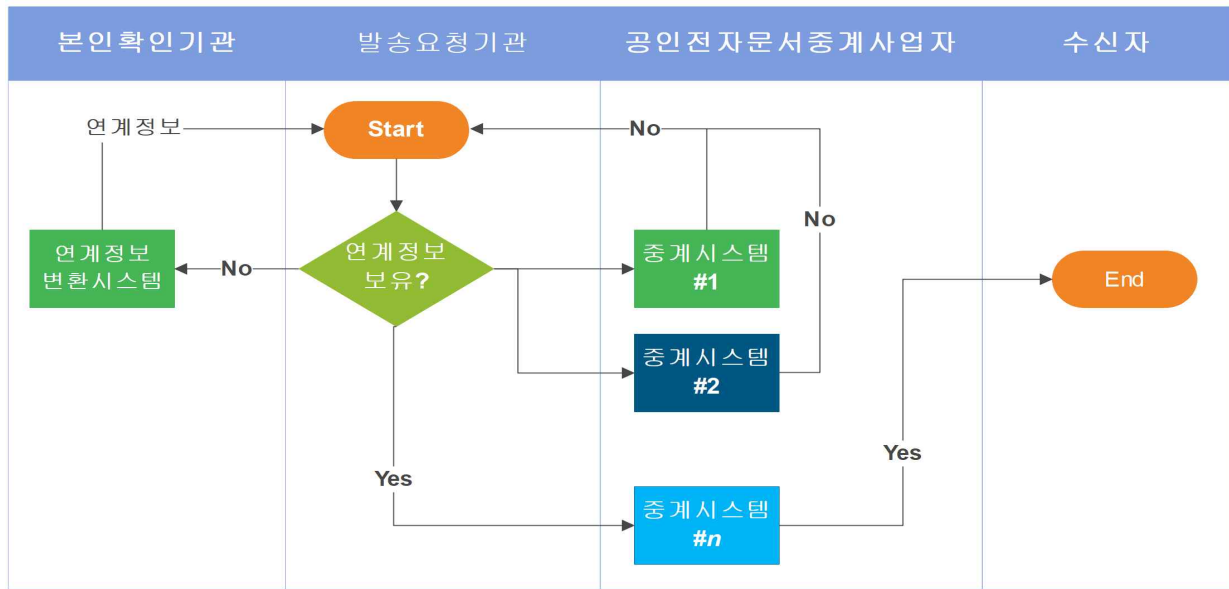 본인확인기관
발송요청기관
공인전자문서중계사업자
수신자
연계정보
Start
No
No
연계정보
변환시스템
No
연계정보
보유?
중계시스템
#1
End
중계시스템
#2
Yes
Yes
중계시스템
#n